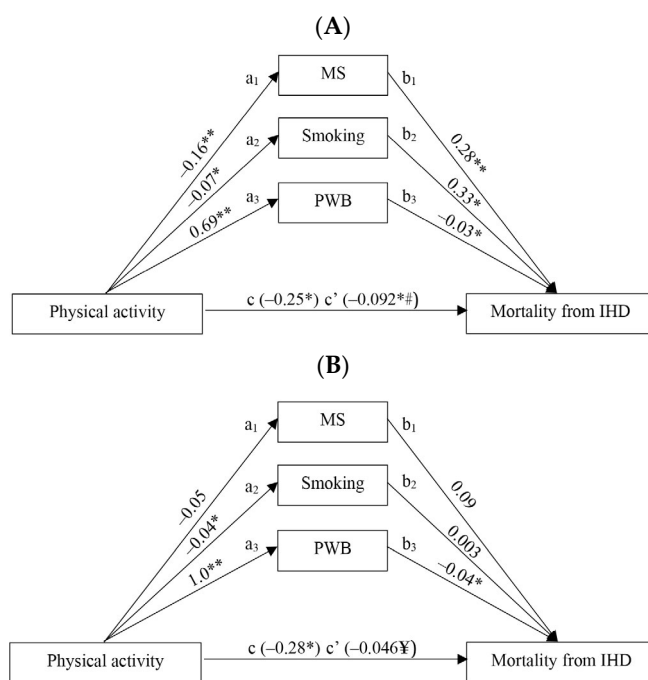 (A)
a₁ MS b₁
−0.16** 0.28**
a₂ Smoking b₂
−0.07* 0.33*
a₃ PWB b₃
0.69** −0.03*
Physical activity c (−0.25*) c’ (−0.092*#) Mortality from IHD
(B)
a₁ MS b₁
−0.05 0.09
a₂ Smoking b₂
−0.04* 0.003
a₃ PWB b₃
1.0** −0.04*
Physical activity c (−0.28*) c’ (−0.046¥) Mortality from IHD